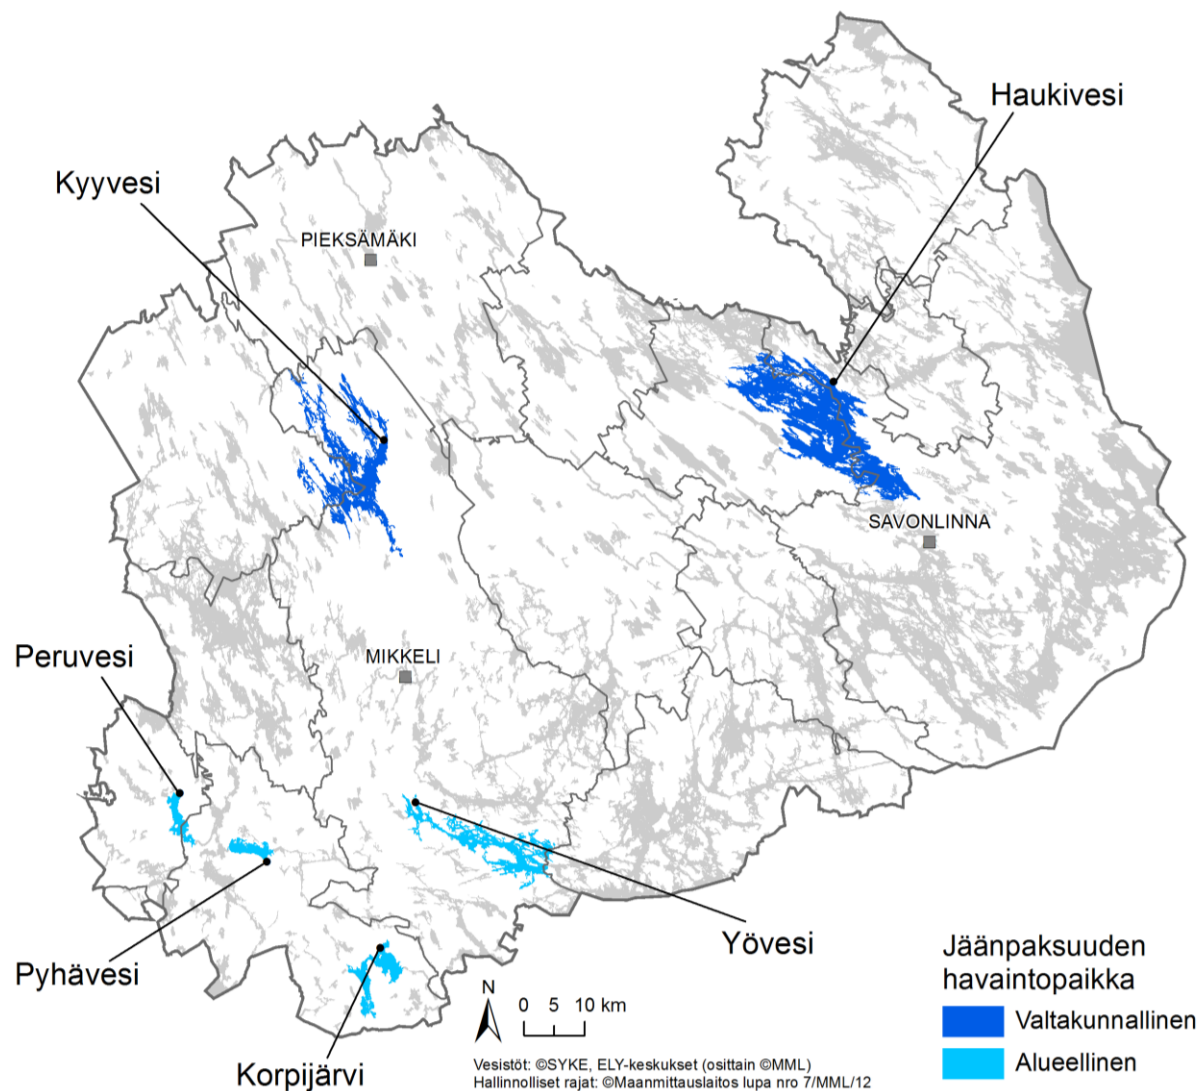 Haukivesi
Kyyvesi
PIEKSÄMÄKI
SAVONLINNA
Peruvesi
MIKKELI
Yövesi
Pyhävesi
Korpijärvi
N
0 5 10 km
Jäänpaksuuden
havaintopaikka
Valtakunnallinen
Alueellinen
Vesistöt: ©SYKE, ELY-keskukset (osittain ©MML)
Hallinnolliset rajat: ©Maanmittauslaitos lupa nro 7/MML/12